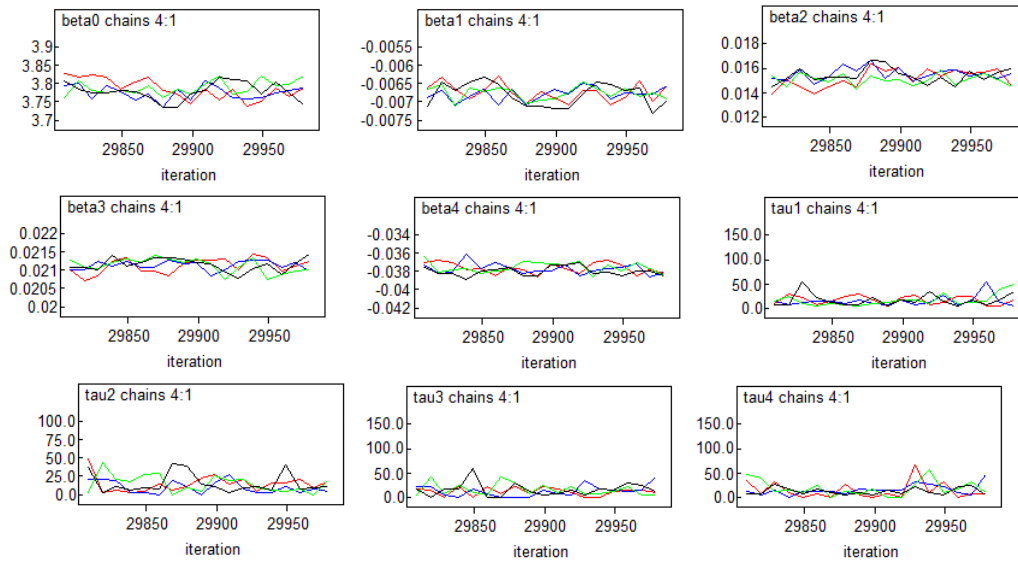 beta0 chains 4:1
3.9
3.8
3.75
3.7
29850 29900 29950
iteration
beta1 chains 4:1
-0.0055
-0.006
-0.0065
-0.007
-0.0075
29850 29900 29950
iteration
beta2 chains 4:1
0.018
0.016
0.014
0.012
29850 29900 29950
iteration
beta3 chains 4:1
0.022
0.0215
0.021
0.0205
0.02
29850 29900 29950
iteration
beta4 chains 4:1
-0.034
-0.038
-0.04
-0.042
29850 29900 29950
iteration
tau1 chains 4:1
150.0
100.0
50.0
0.0
29850 29900 29950
iteration
tau2 chains 4:1
100.0
75.0
50.0
25.0
0.0
29850 29900 29950
iteration
tau3 chains 4:1
150.0
100.0
50.0
0.0
29850 29900 29950
iteration
tau4 chains 4:1
150.0
100.0
50.0
0.0
29850 29900 29950
iteration